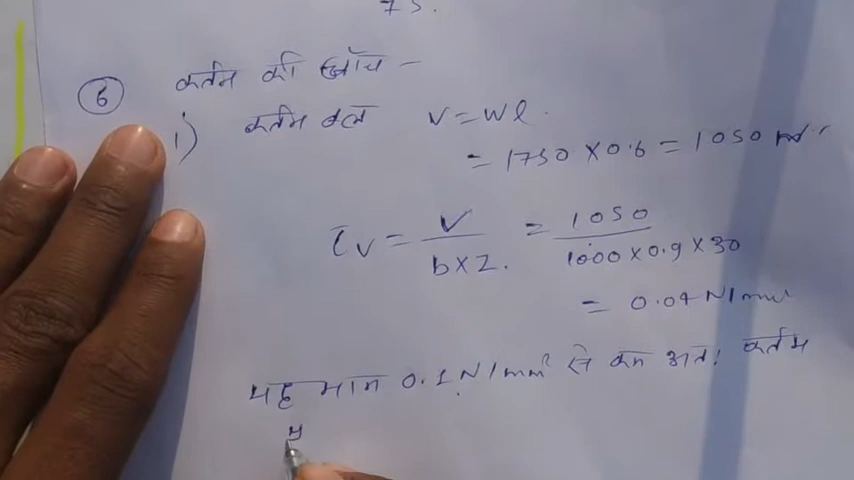 75.
6 कर्तन की जाँच –
i) कर्तन बल V = wl.
= 1750 × 0.6 = 1050 N
τv = V / b×Z. = 1050 / 1000 × 0.9 × 30
= 0.04 N/mm²
यह मान 0.1 N/mm² से कम अतः कर्तन